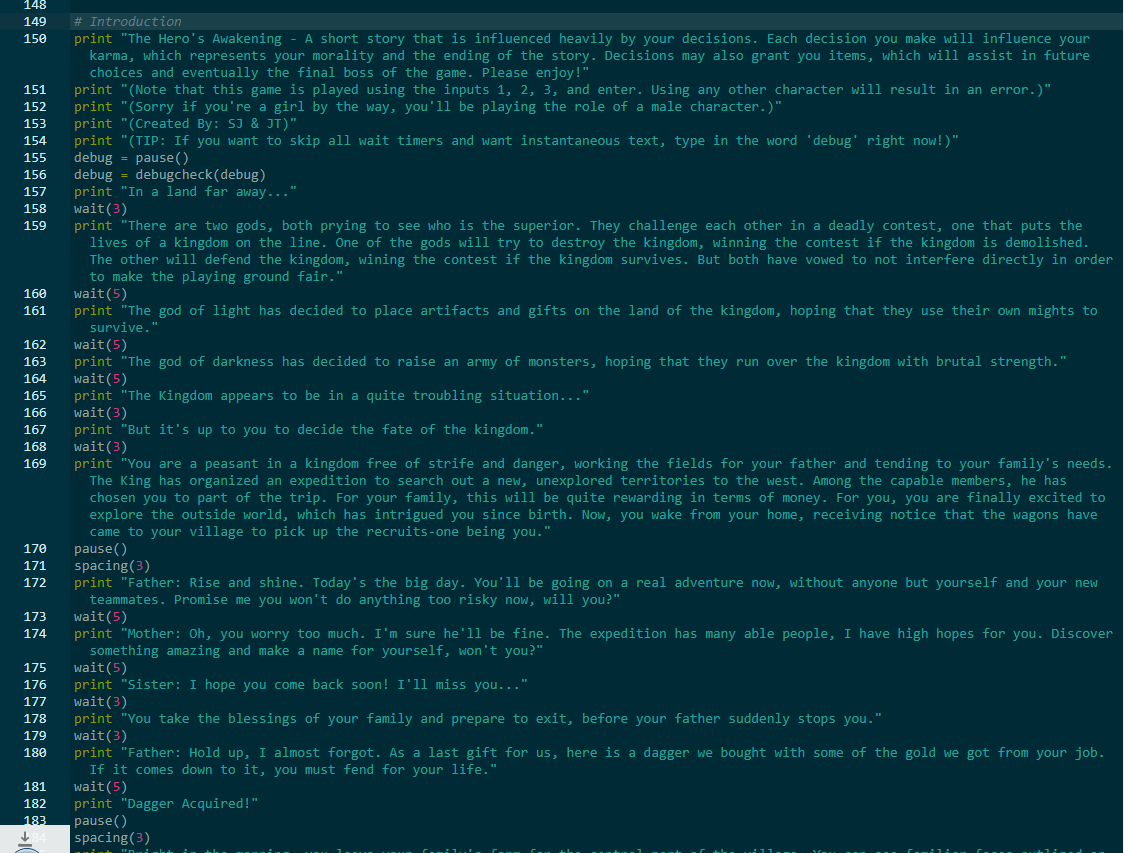 148
149 # Introduction
150 print "The Hero's Awakening - A short story that is influenced heavily by your decisions. Each decision you make will influence your
karma, which represents your morality and the ending of the story. Decisions may also grant you items, which will assist in future
choices and eventually the final boss of the game. Please enjoy!"
151 print "(Note that this game is played using the inputs 1, 2, 3, and enter. Using any other character will result in an error.)"
152 print "(Sorry if you're a girl by the way, you'll be playing the role of a male character.)"
153 print "(Created By: SJ & JT)"
154 print "(TIP: If you want to skip all wait timers and want instantaneous text, type in the word 'debug' right now!)"
155 debug = pause()
156 debug = debugcheck(debug)
157 print "In a land far away..."
158 wait(3)
159 print "There are two gods, both prying to see who is the superior. They challenge each other in a deadly contest, one that puts the
lives of a kingdom on the line. One of the gods will try to destroy the kingdom, winning the contest if the kingdom is demolished.
The other will defend the kingdom, wining the contest if the kingdom survives. But both have vowed to not interfere directly in order
to make the playing ground fair."
160 wait(5)
161 print "The god of light has decided to place artifacts and gifts on the land of the kingdom, hoping that they use their own mights to
survive."
162 wait(5)
163 print "The god of darkness has decided to raise an army of monsters, hoping that they run over the kingdom with brutal strength."
164 wait(5)
165 print "The Kingdom appears to be in a quite troubling situation..."
166 wait(3)
167 print "But it's up to you to decide the fate of the kingdom."
168 wait(3)
169 print "You are a peasant in a kingdom free of strife and danger, working the fields for your father and tending to your family's needs.
The King has organized an expedition to search out a new, unexplored territories to the west. Among the capable members, he has
chosen you to part of the trip. For your family, this will be quite rewarding in terms of money. For you, you are finally excited to
explore the outside world, which has intrigued you since birth. Now, you wake from your home, receiving notice that the wagons have
came to your village to pick up the recruits-one being you."
170 pause()
171 spacing(3)
172 print "Father: Rise and shine. Today's the big day. You'll be going on a real adventure now, without anyone but yourself and your new
teammates. Promise me you won't do anything too risky now, will you?"
173 wait(5)
174 print "Mother: Oh, you worry too much. I'm sure he'll be fine. The expedition has many able people, I have high hopes for you. Discover
something amazing and make a name for yourself, won't you?"
175 wait(5)
176 print "Sister: I hope you come back soon! I'll miss you..."
177 wait(3)
178 print "You take the blessings of your family and prepare to exit, before your father suddenly stops you."
179 wait(3)
180 print "Father: Hold up, I almost forgot. As a last gift for us, here is a dagger we bought with some of the gold we got from your job.
If it comes down to it, you must fend for your life."
181 wait(5)
182 print "Dagger Acquired!"
183 pause()
184 spacing(3)